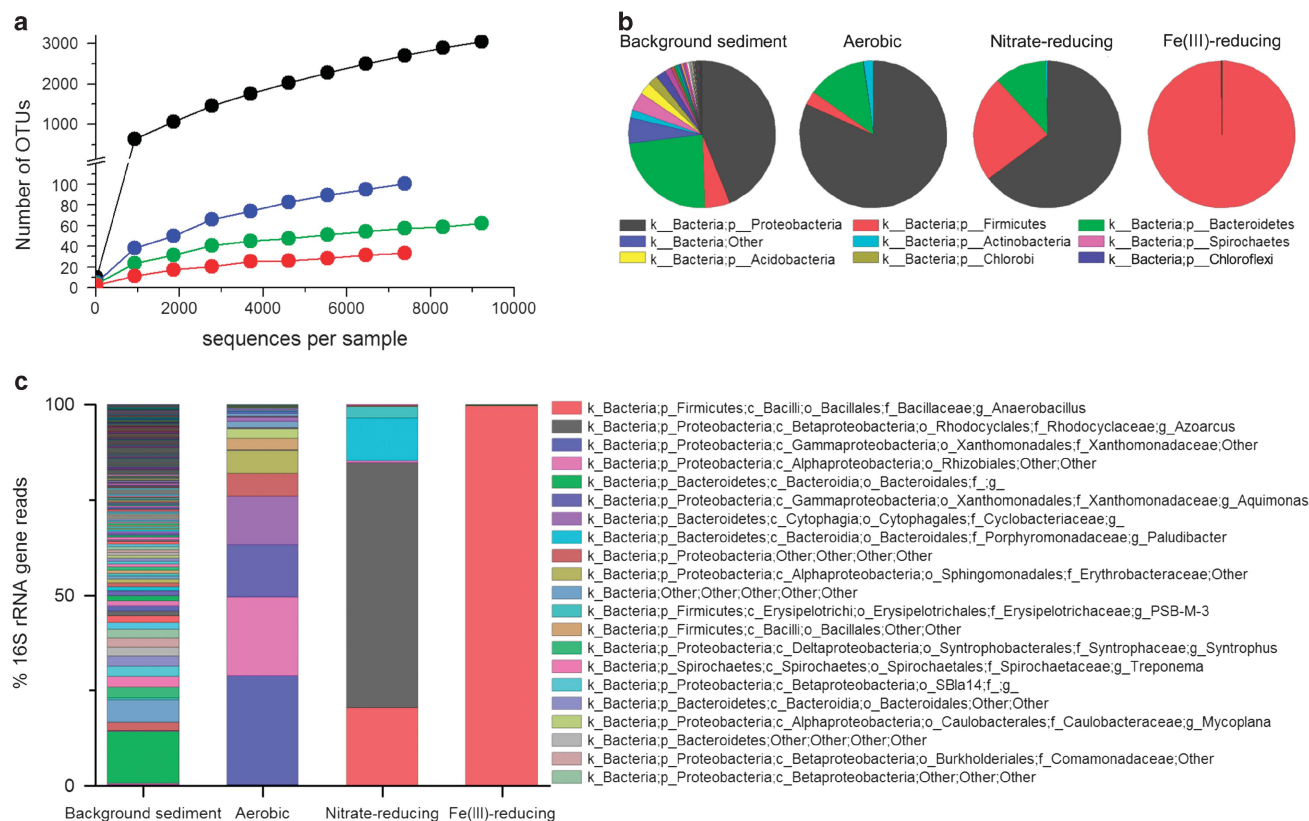 a
3000
2000
1000
100
80
60
40
20
0
Number of OTUs
0
2000
4000
6000
8000
10000
sequences per sample
b
Background sediment
Aerobic
Nitrate-reducing
Fe(III)-reducing
k__Bacteria;p__Proteobacteria
k__Bacteria;p__Firmicutes
k__Bacteria;p__Bacteroidetes
k__Bacteria;Other
k__Bacteria;p__Actinobacteria
k__Bacteria;p__Spirochaetes
k__Bacteria;p__Acidobacteria
k__Bacteria;p__Chlorobi
k__Bacteria;p__Chloroflexi
c
100
50
0
% 16S rRNA gene reads
Background sediment
Aerobic
Nitrate-reducing
Fe(III)-reducing
k_Bacteria;p_Firmicutes;c_Bacilli;o_Bacillales;f_Bacillaceae;g_Anaerobacillus
k_Bacteria;p_Proteobacteria;c_Betaproteobacteria;o_Rhodocyclales;f_Rhodocyclaceae;g_Azoarcus
k_Bacteria;p_Proteobacteria;c_Gammaproteobacteria;o_Xanthomonadales;f_Xanthomonadaceae;Other
k_Bacteria;p_Proteobacteria;c_Alphaproteobacteria;o_Rhizobiales;Other;Other
k_Bacteria;p_Bacteroidetes;c_Bacteroidia;o_Bacteroidales;f_;g_
k_Bacteria;p_Proteobacteria;c_Gammaproteobacteria;o_Xanthomonadales;f_Xanthomonadaceae;g_Aquimonas
k_Bacteria;p_Bacteroidetes;c_Cytophagia;o_Cytophagales;f_Cyclobacteriaceae;g_
k_Bacteria;p_Bacteroidetes;c_Bacteroidia;o_Bacteroidales;f_Porphyromonadaceae;g_Paludibacter
k_Bacteria;p_Proteobacteria;Other;Other;Other;Other
k_Bacteria;p_Proteobacteria;c_Alphaproteobacteria;o_Sphingomonadales;f_Erythrobacteraceae;Other
k_Bacteria;Other;Other;Other;Other;Other
k_Bacteria;p_Firmicutes;c_Erysipelotrichi;o_Erysipelotrichales;f_Erysipelotrichaceae;g_PSB-M-3
k_Bacteria;p_Firmicutes;c_Bacilli;o_Bacillales;Other;Other
k_Bacteria;p_Proteobacteria;c_Deltaproteobacteria;o_Syntrophobacterales;f_Syntrophaceae;g_Syntrophus
k_Bacteria;p_Spirochaetes;c_Spirochaetes;o_Spirochaetales;f_Spirochaetaceae;g_Treponema
k_Bacteria;p_Proteobacteria;c_Betaproteobacteria;o_SBla14;f_;g_
k_Bacteria;p_Bacteroidetes;c_Bacteroidia;o_Bacteroidales;Other;Other
k_Bacteria;p_Proteobacteria;c_Alphaproteobacteria;o_Caulobacterales;f_Caulobacteraceae;g_Mycoplana
k_Bacteria;p_Bacteroidetes;Other;Other;Other;Other
k_Bacteria;p_Proteobacteria;c_Betaproteobacteria;o_Burkholderiales;f_Comamonadaceae;Other
k_Bacteria;p_Proteobacteria;c_Betaproteobacteria;Other;Other;Other